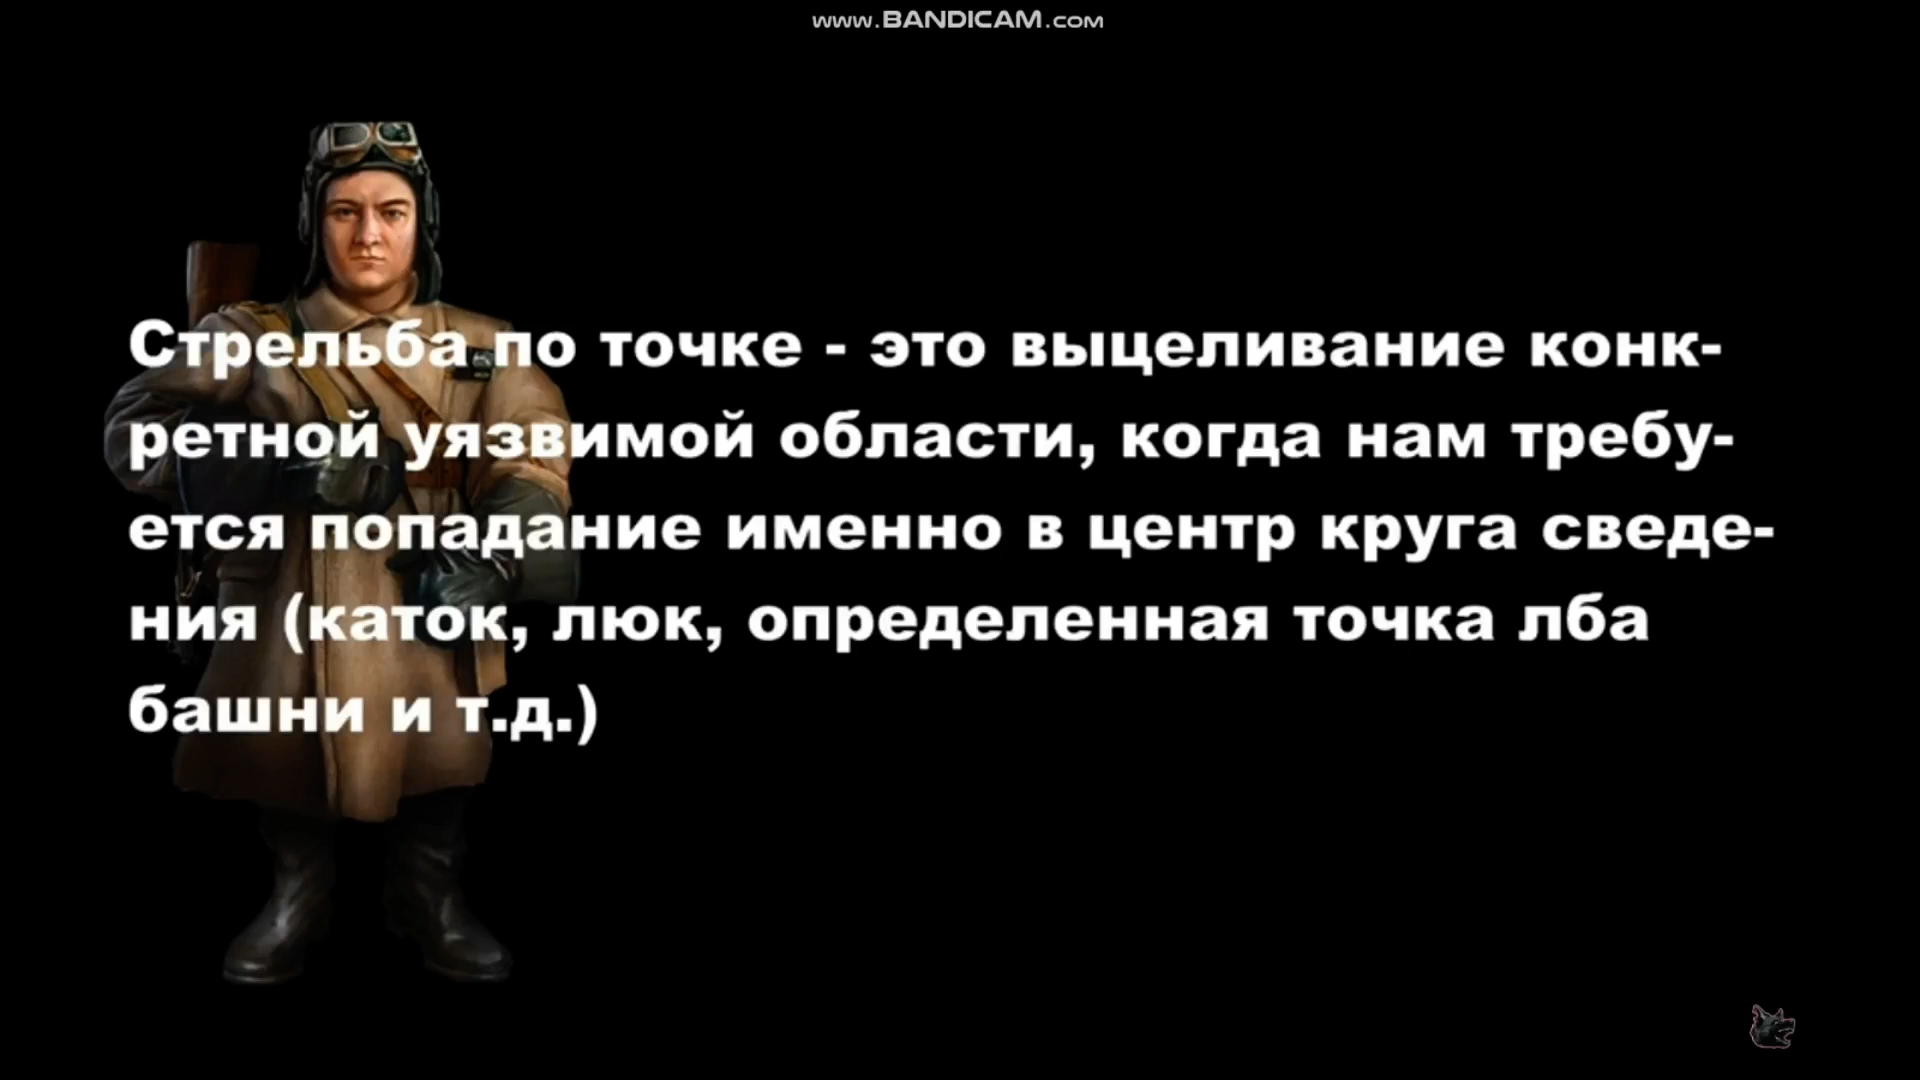 www.BANDICAM.com
Стрельба по точке - это выцеливание конк-
ретной уязвимой области, когда нам требу-
ется попадание именно в центр круга сведе-
ния (каток, люк, определенная точка лба
башни и т.д.)